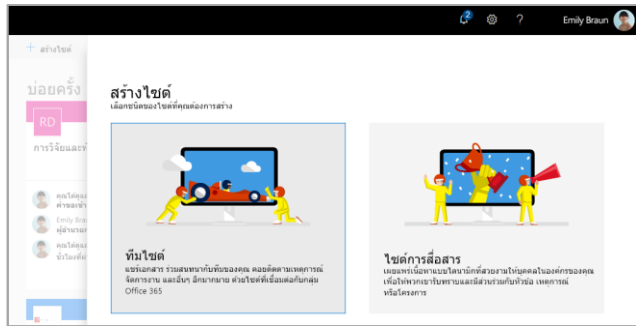 2
?
Emily Braun
+ สร้างไซต์
บ่อยครั้ง
RD
สร้างไซต์
เลือกชนิดของไซต์ที่คุณต้องการสร้าง
ทีมไซต์
แชร์เอกสาร ร่วมสนทนากับทีมของคุณ คอยติดตามเหตุการณ์
จัดการงาน และอื่นๆ อีกมากมาย ด้วยไซต์ที่เชื่อมต่อกับกลุ่ม
Office 365
ไซต์การสื่อสาร
เผยแพร่เนื้อหาแบบไดนามิกที่สวยงามให้บุคคลในองค์กรของคุณ
เพื่อให้พวกเขารับทราบและมีส่วนร่วมกับหัวข้อ เหตุการณ์
หรือโครงการ